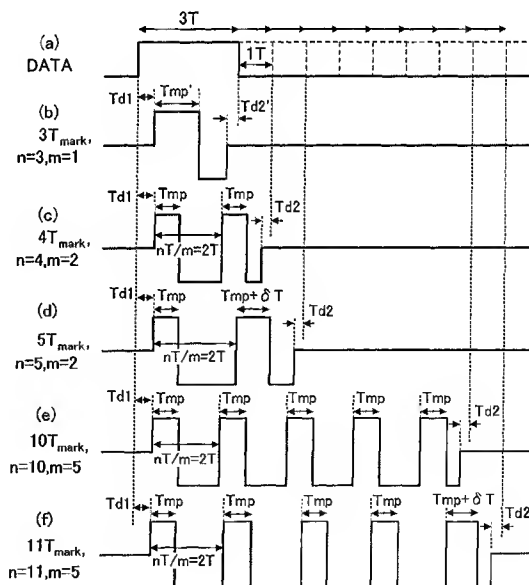 3T
(a)
DATA
1T
Td1
Tmp'
Td2'
(b)
3Tmark,
n=3,m=1
Td1
Tmp
Tmp
Td2
(c)
4Tmark,
n=4,m=2
nT/m=2T
Td1
Tmp
Tmp+δT
Td2
(d)
5Tmark,
n=5,m=2
nT/m=2T
Td1
Tmp
Tmp
Tmp
Tmp
Tmp
Td2
(e)
10Tmark,
n=10,m=5
nT/m=2T
Td1
Tmp
Tmp
Tmp
Tmp
Tmp+δT
Td2
(f)
11Tmark,
n=11,m=5
nT/m=2T